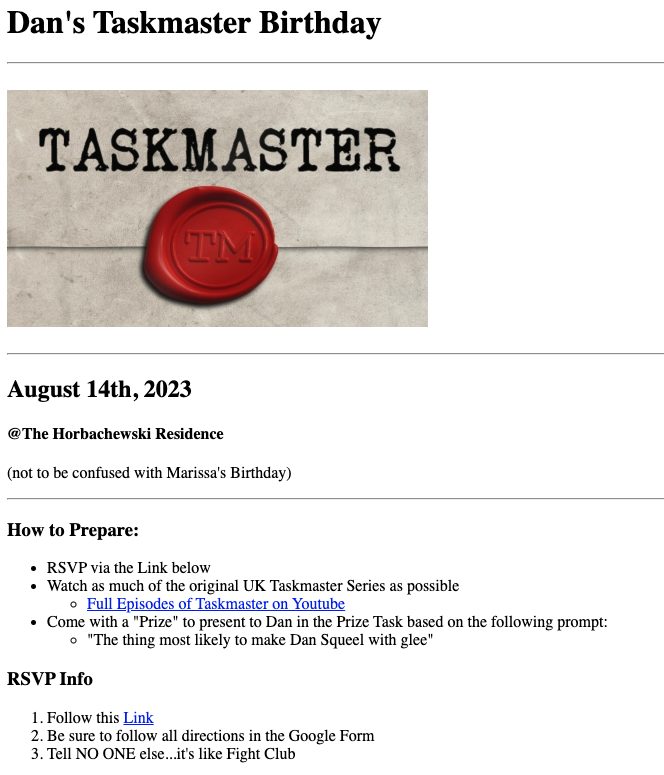 Dan's Taskmaster Birthday
TASKMASTER
TM
August 14th, 2023
@The Horbachewski Residence
(not to be confused with Marissa's Birthday)
How to Prepare:
• RSVP via the Link below
• Watch as much of the original UK Taskmaster Series as possible
◦ Full Episodes of Taskmaster on Youtube
• Come with a "Prize" to present to Dan in the Prize Task based on the following prompt:
◦ "The thing most likely to make Dan Squeel with glee"
RSVP Info
1. Follow this Link
2. Be sure to follow all directions in the Google Form
3. Tell NO ONE else...it's like Fight Club